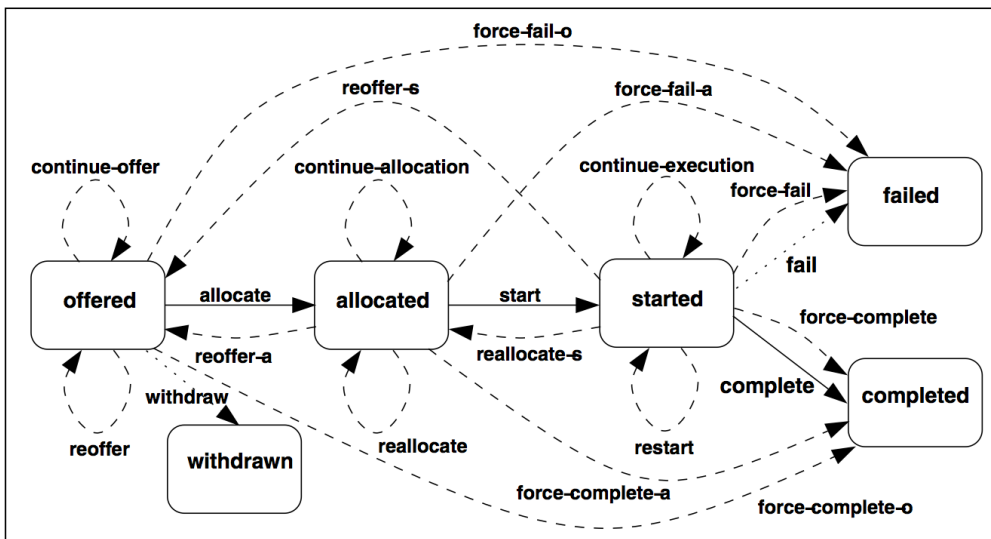 force-fail-o
reoffer-s
force-fail-a
continue-offer
continue-allocation
continue-execution
force-fail
failed
fail
offered
allocate
allocated
start
started
force-complete
reoffer-a
reallocate-s
complete
completed
withdraw
reoffer
reallocate
restart
withdrawn
force-complete-a
force-complete-o